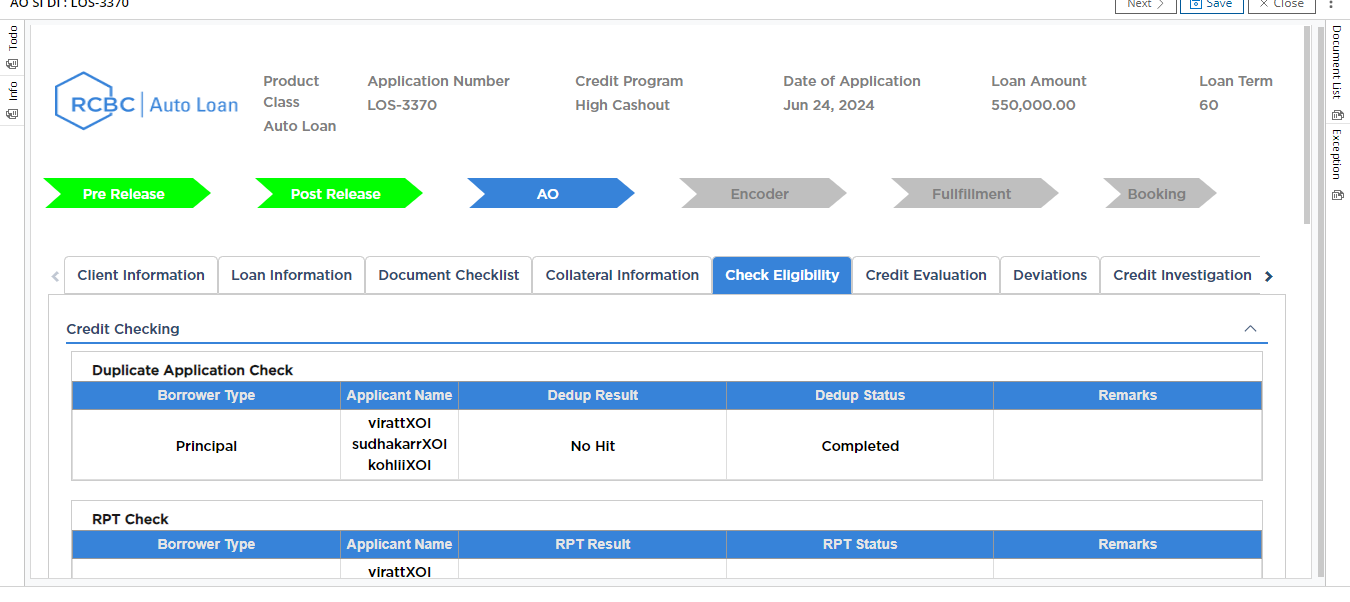 AO SI DI : LOS-3370
Next
Save
Close
Todo
Info
Document List
Exception
RCBC Auto Loan
Product Class
Auto Loan
Application Number
LOS-3370
Credit Program
High Cashout
Date of Application
Jun 24, 2024
Loan Amount
550,000.00
Loan Term
60
Pre Release
Post Release
AO
Encoder
Fullfillment
Booking
Client Information
Loan Information
Document Checklist
Collateral Information
Check Eligibility
Credit Evaluation
Deviations
Credit Investigation
Credit Checking
Duplicate Application Check
Borrower Type Applicant Name Dedup Result Dedup Status Remarks
Principal
virattXOI
sudhakarrXOI
kohliiXOI
No Hit
Completed
RPT Check
Borrower Type Applicant Name RPT Result RPT Status Remarks
virattXOI